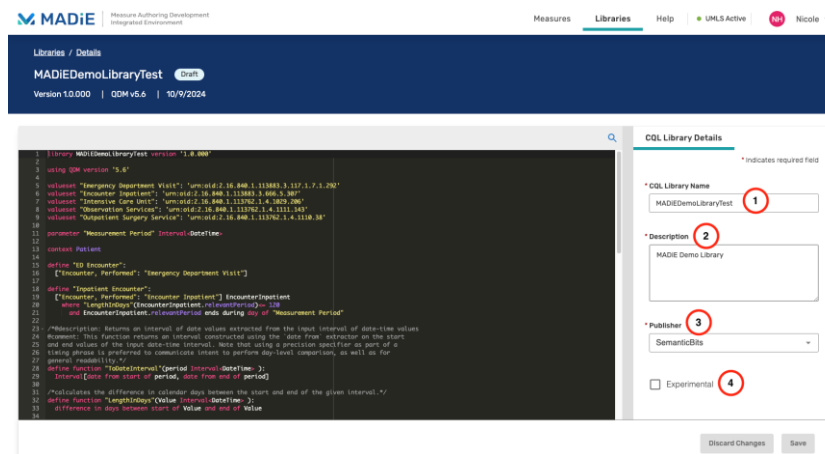 MADiE
Measure Authoring Development
Integrated Environment
Measures Libraries Help UMLS Active NH Nicole
Libraries / Details
MADiEDemoLibraryTest Draft
Version 1.0.000 | QDM v5.6 | 10/9/2024
CQL Library Details
* Indicates required field
1 library MADiEDemoLibraryTest version '1.0.000'
2
3 using QDM version '5.6'
4
5 valueset "Emergency Department Visit": 'urn:oid:2.16.840.1.113883.3.117.1.7.1.292'
6 valueset "Encounter Inpatient": 'urn:oid:2.16.840.1.113883.3.666.5.307'
7 valueset "Intensive Care Unit": 'urn:oid:2.16.840.1.113762.1.4.1029.206'
8 valueset "Observation Services": 'urn:oid:2.16.840.1.113762.1.4.1111.143'
9 valueset "Outpatient Surgery Service": 'urn:oid:2.16.840.1.113762.1.4.1110.38'
10
11 parameter "Measurement Period" Interval<DateTime>
12
13 context Patient
14
15 define "ED Encounter":
16 ["Encounter, Performed": "Emergency Department Visit"]
17
18 define "Inpatient Encounter":
19 ["Encounter, Performed": "Encounter Inpatient"] EncounterInpatient
20 where "LengthInDays"(EncounterInpatient.relevantPeriod)<= 120
21 and EncounterInpatient.relevantPeriod ends during day of "Measurement Period"
22
23 /*@description: Returns an interval of date values extracted from the input interval of date-time values
24 @comment: This function returns an interval constructed using the `date from` extractor on the start
25 and end values of the input date-time interval. Note that using a precision specifier as part of a
26 timing phrase is preferred to communicate intent to perform day-level comparison, as well as for
27 general readability.*/
28 define function "ToDateInterval"(period Interval<DateTime> ):
29 Interval[date from start of period, date from end of period]
30
31 /*calculates the difference in calendar days between the start and end of the given interval.*/
32 define function "LengthInDays"(Value Interval<DateTime> ):
33 difference in days between start of Value and end of Value
34
* CQL Library Name
MADiEDemoLibraryTest 1
* Description 2
MADiE Demo Library
* Publisher 3
SemanticBits
Experimental 4
Discard Changes Save